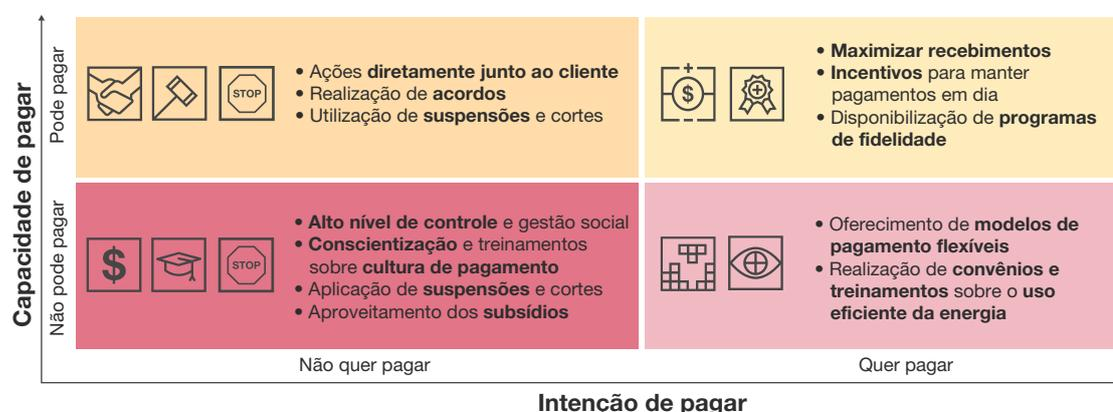 Capacidade de pagar
Pode pagar
STOP
• Ações diretamente junto ao cliente
• Realização de acordos
• Utilização de suspensões e cortes
$
• Maximizar recebimentos
• Incentivos para manter
pagamentos em dia
• Disponibilização de programas
de fidelidade
Não pode pagar
$
STOP
• Alto nível de controle e gestão social
• Conscientização e treinamentos
sobre cultura de pagamento
• Aplicação de suspensões e cortes
• Aproveitamento dos subsídios
• Oferecimento de modelos de
pagamento flexíveis
• Realização de convênios e
treinamentos sobre o uso
eficiente da energia
Não quer pagar
Quer pagar
Intenção de pagar